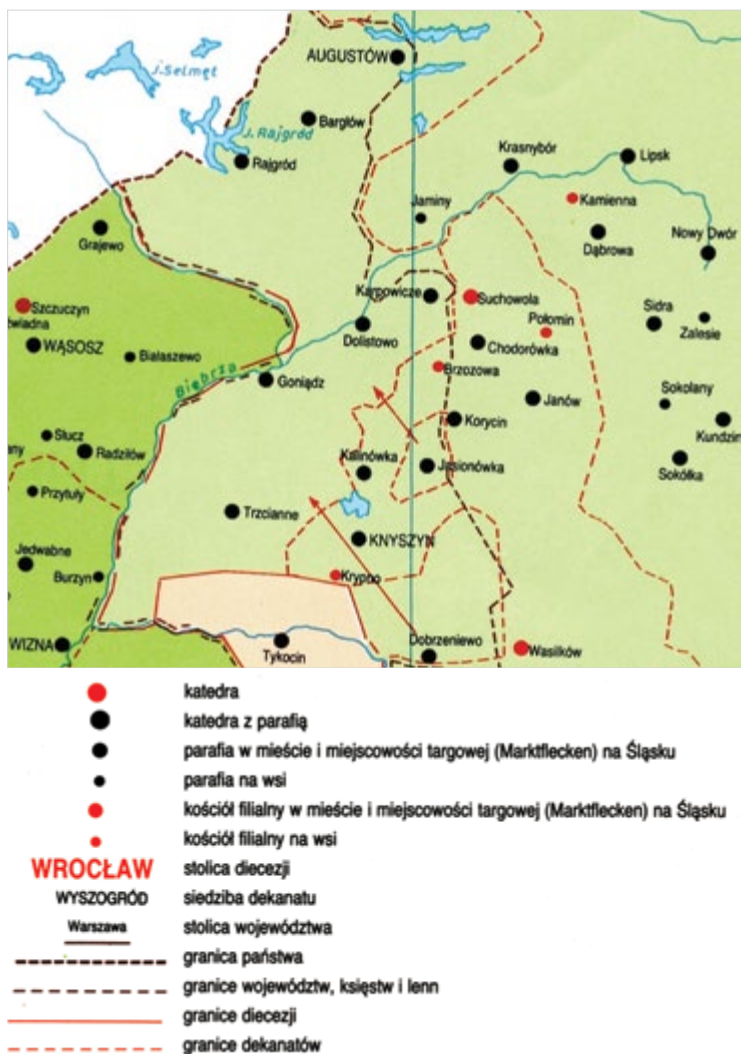 AUGUSTÓW
J. Selmęt
Bargłów
J. Rajgród
Rajgród
Krasnybór
Lipsk
Jaminy
Kamienna
Grajewo
Dąbrowa
Nowy Dwór
Szczuczyn
Karpowicze
Suchowola
Połomin
Sidra
Zalesie
WĄSOSZ
Białaszewo
Dolistowo
Chodorówka
Biebrza
Goniądz
Brzozowa
Janów
Sokolany
Kundzin
Korycin
Słucz
Radziłów
Kalinówka
Jasionówka
Sokółka
Przytuły
Trzcianne
KNYSZYN
Jedwabne
Burzyn
Krypno
WIZNA
Tykocin
Dobrzeniewo
Wasilków
katedra
katedra z parafią
parafia w mieście i miejscowości targowej (Marktflecken) na Śląsku
parafia na wsi
kościół filialny w mieście i miejscowości targowej (Marktflecken) na Śląsku
kościół filialny na wsi
WROCŁAW stolica diecezji
WYSZOGRÓD siedziba dekanatu
Warszawa stolica województwa
granica państwa
granice województw, księstw i lenn
granice diecezji
granice dekanatów